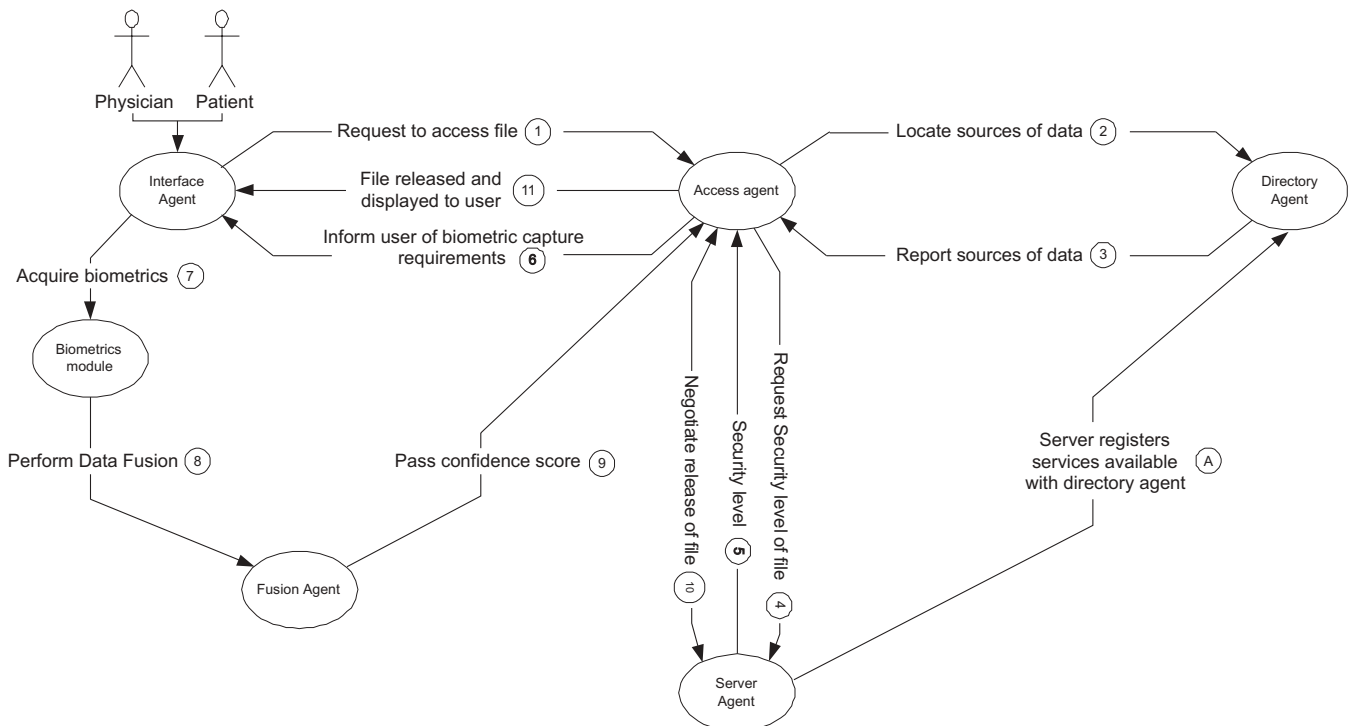 Physician
Patient
Request to access file 1
Locate sources of data 2
Interface
Agent
File released and
displayed to user 11
Access agent
Directory
Agent
Inform user of biometric capture
requirements 6
Report sources of data 3
Acquire biometrics 7
Biometrics
module
Negotiate release of file 10
Security level 5
Request Security level of file 4
Server registers
services available A
with directory agent
Perform Data Fusion 8
Pass confidence score 9
Fusion Agent
Server
Agent